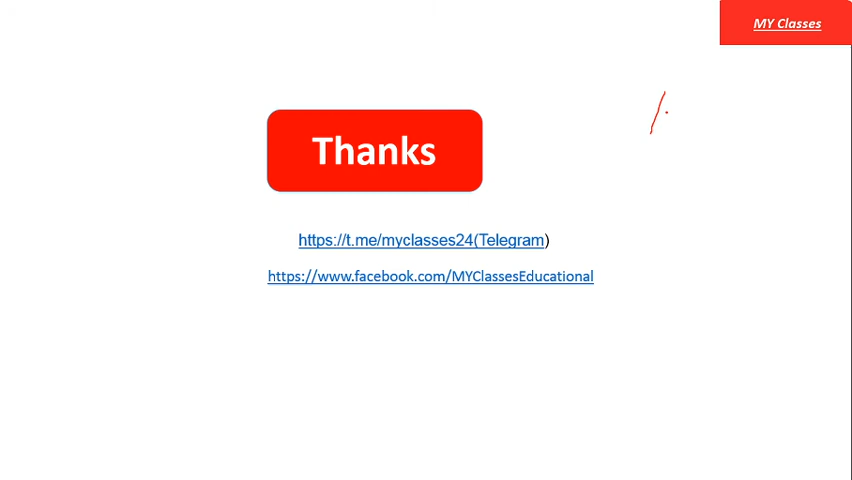 MY Classes
Thanks
https://t.me/myclasses24(Telegram)
https://www.facebook.com/MYClassesEducational